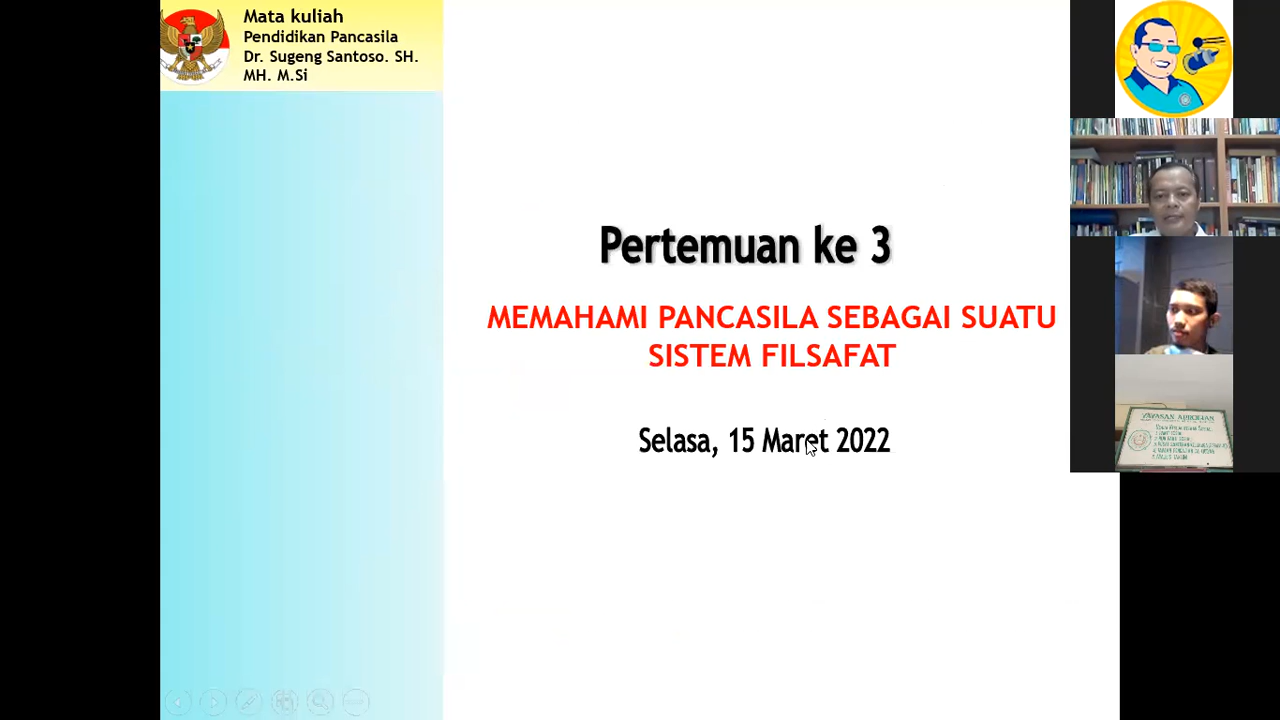 Mata kuliah
Pendidikan Pancasila
Dr. Sugeng Santoso. SH.
MH. M.Si
Pertemuan ke 3
MEMAHAMI PANCASILA SEBAGAI SUATU
SISTEM FILSAFAT
Selasa, 15 Maret 2022
YAYASAN